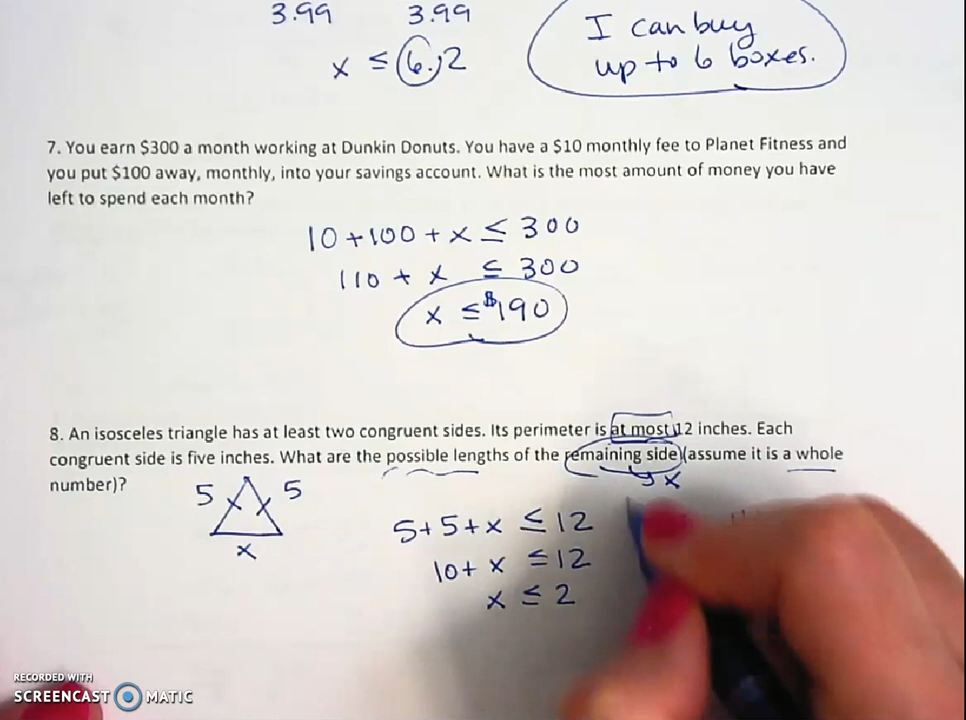 3.99 3.99
x ≤ 6.12
I can buy
up to 6 boxes.
7. You earn $300 a month working at Dunkin Donuts. You have a $10 monthly fee to Planet Fitness and
you put $100 away, monthly, into your savings account. What is the most amount of money you have
left to spend each month?
10 + 100 + x ≤ 300
110 + x ≤ 300
x ≤ $190
8. An isosceles triangle has at least two congruent sides. Its perimeter is at most 12 inches. Each
congruent side is five inches. What are the possible lengths of the remaining side (assume it is a whole
number)?
x
5 5
x
5 + 5 + x ≤ 12
10 + x ≤ 12
x ≤ 2
RECORDED WITH
SCREENCAST MATIC